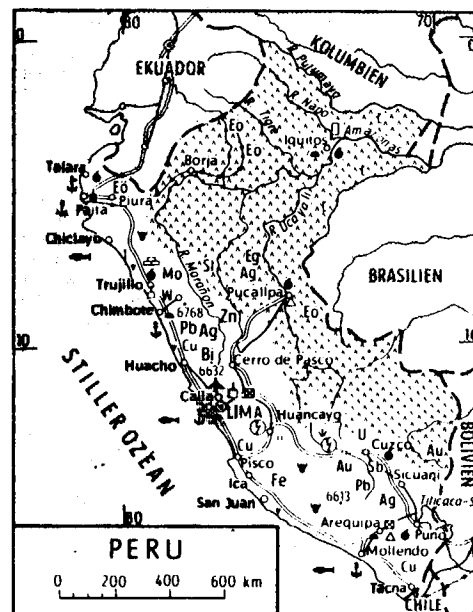 80
70
KOLUMBIEN
EKUADOR
R. Putumayo
R. Napo
R. Tigre
Amazonas
Iquitos
Eo
Eo
Borja
Talara
Eö
Paita
Piura
R. Ucayali
Chiclayo
R. Marañon
Si
Eg
Ag
BRASILIEN
Mo
Trujillo
W
Pucallpa
Zn
Eo
Chimbote
6768
Pb
Ag
10
Cu
Bi
Huacho
6632
Cerro de Pasco
STILLER OZEAN
Callao
LIMA
Huancayo
BOLIVIEN
Cu
U
Cuzco
Au
Pisco
Au
Sb
Ica
Fe
Pb
Sicuani
San Juan
6613
Ag
Titicaca-S
Arequipa
Puno
80
Mollendo
Cu
PERU
Tacna
0 200 400 600
km
CHILE